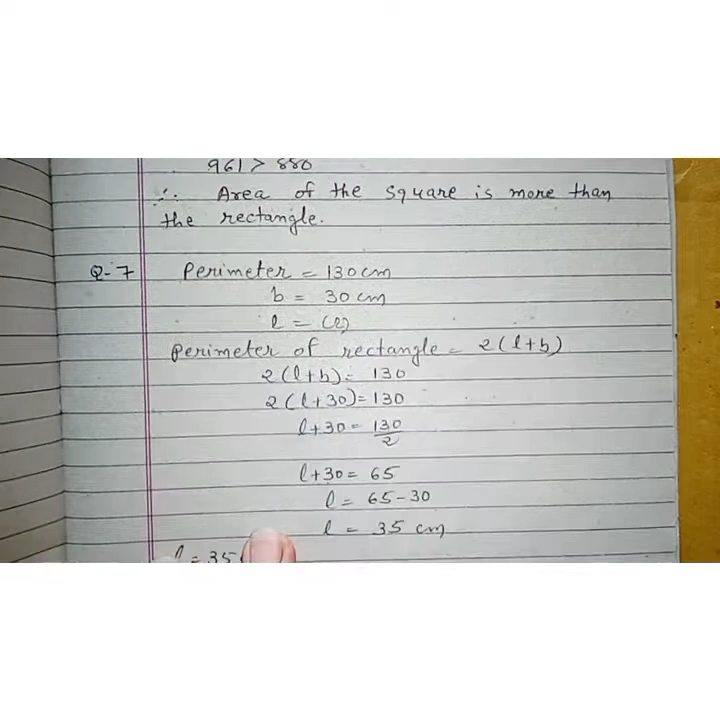 961 > 880
∴ Area of the square is more than
the rectangle.
Q-7 Perimeter = 130 cm
b = 30 cm
l = (l)
Perimeter of rectangle = 2(l+b)
2(l+b) = 130
2(l+30) = 130
l+30 = 130/2
l+30 = 65
l = 65-30
l = 35 cm
l = 35